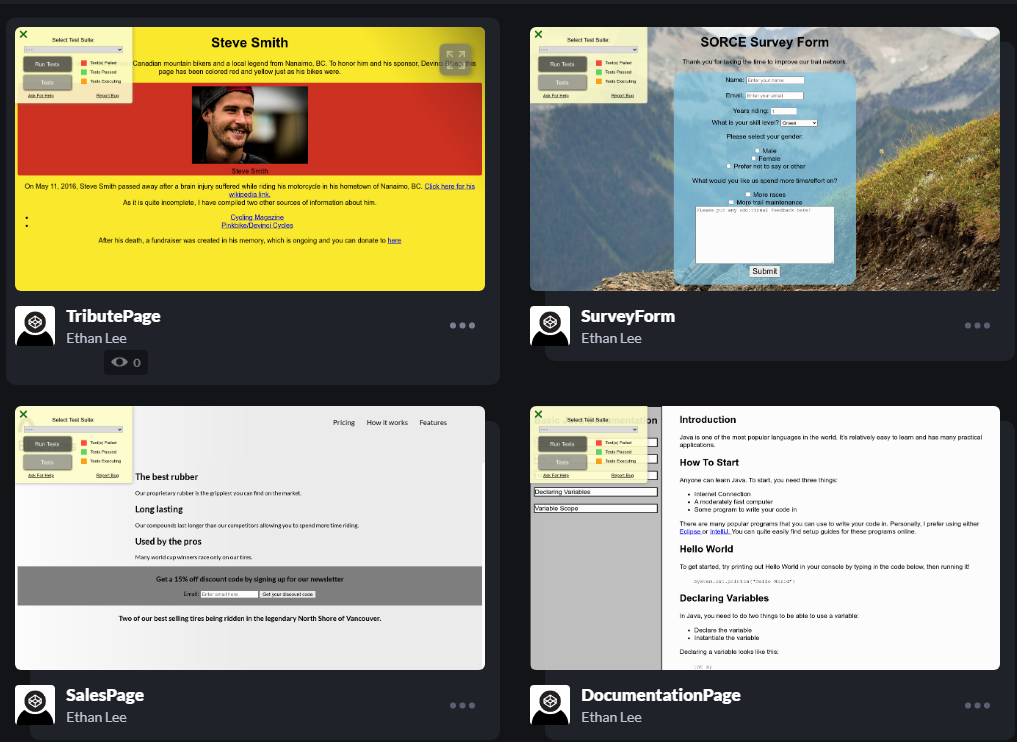 Select Test Suite:
Run Tests
Tests
Test(s) Failed
Tests Passed
Tests Executing
Ask For Help
Report Bug
Steve Smith
Canadian mountain bikers and a local legend from Nanaimo, BC. To honor him and his sponsor, Devinci
page has been colored red and yellow just as his bikes were.
Steve Smith
On May 11, 2016, Steve Smith passed away after a brain injury suffered while riding his motorcycle in his hometown of Nanaimo, BC. Click here for his
wikipedia link.
As it is quite incomplete, I have compiled two other sources of information about him.
Cycling Magazine
Pinkbike/Devinci Cycles
After his death, a fundraiser was created in his memory, which is ongoing and you can donate to here
TributePage
Ethan Lee
0
Select Test Suite:
Run Tests
Tests
Test(s) Failed
Tests Passed
Tests Executing
Ask For Help
Report Bug
SORCE Survey Form
Thank you for taking the time to improve our trail network.
Name: Enter your name
Email: Enter your email
Years riding: 1
What is your skill level? Green
Please select your gender:
Male
Female
Prefer not to say or other
What would you like us spend more time/effort on?
More races
More trail maintenance
Please put any additional feedback here!
Submit
SurveyForm
Ethan Lee
Select Test Suite:
Run Tests
Tests
Test(s) Failed
Tests Passed
Tests Executing
Ask For Help
Report Bug
Pricing How it works Features
The best rubber
Our proprietary rubber is the grippiest you can find on the market.
Long lasting
Our compounds last longer than our competitors allowing you to spend more time riding.
Used by the pros
Many world cup winners race only on our tires.
Get a 15% off discount code by signing up for our newsletter
Email: Enter email here Get your discount code
Two of our best selling tires being ridden in the legendary North Shore of Vancouver.
SalesPage
Ethan Lee
Select Test Suite:
Run Tests
Tests
Test(s) Failed
Tests Passed
Tests Executing
Ask For Help
Report Bug
Declaring Variables
Variable Scope
Introduction
Java is one of the most popular languages in the world. It's relatively easy to learn and has many practical
applications.
How To Start
Anyone can learn Java. To start, you need three things:
Internet Connection
A moderately fast computer
Some program to write your code in
There are many popular programs that you can use to write your code in. Personally, I prefer using either
Eclipse or IntelliJ. You can quite easily find setup guides for these programs online.
Hello World
To get started, try printing out Hello World in your console by typing in the code below, then running it!
System.out.println("Hello World")
Declaring Variables
In Java, you need to do two things to be able to use a variable:
Declare the variable
Instantiate the variable
Declaring a variable looks like this:
int x;
DocumentationPage
Ethan Lee